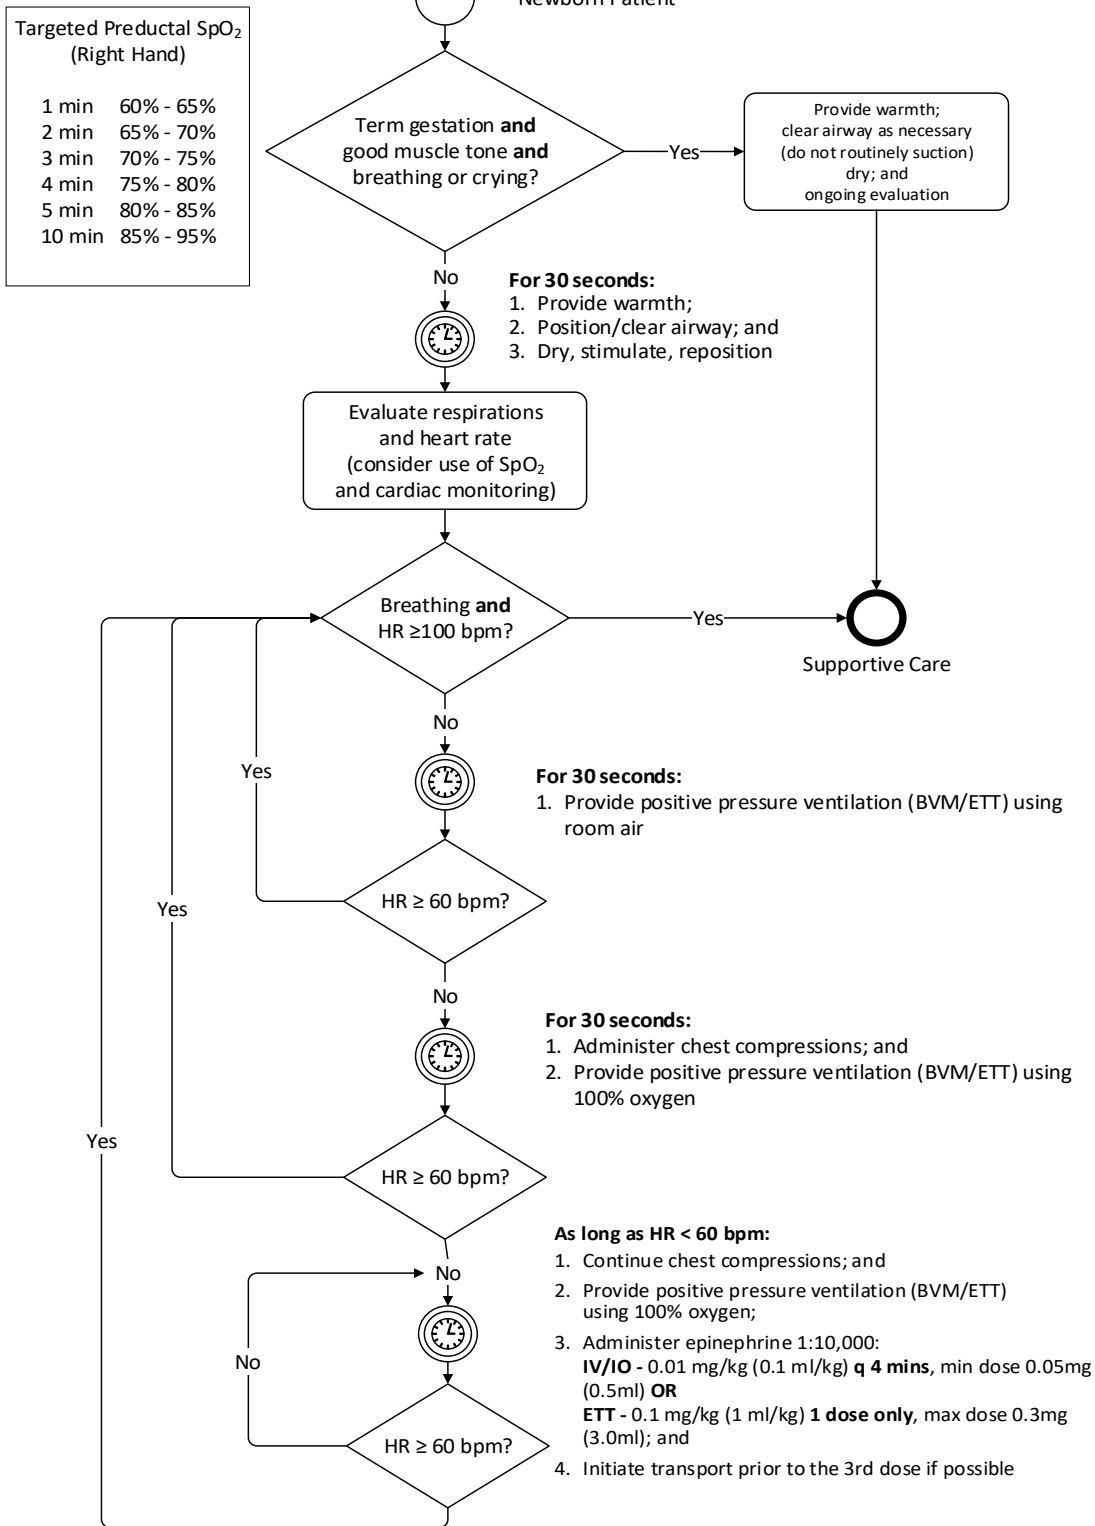 Newborn Patient
Targeted Preductal SpO₂
(Right Hand)
1 min 60% - 65%
2 min 65% - 70%
3 min 70% - 75%
4 min 75% - 80%
5 min 80% - 85%
10 min 85% - 95%
Term gestation and
good muscle tone and
breathing or crying?
Yes
Provide warmth;
clear airway as necessary
(do not routinely suction)
dry; and
ongoing evaluation
No
For 30 seconds:
1. Provide warmth;
2. Position/clear airway; and
3. Dry, stimulate, reposition
Evaluate respirations
and heart rate
(consider use of SpO₂
and cardiac monitoring)
Breathing and
HR ≥100 bpm?
Yes
Supportive Care
No
Yes
For 30 seconds:
1. Provide positive pressure ventilation (BVM/ETT) using
room air
HR ≥ 60 bpm?
Yes
No
For 30 seconds:
1. Administer chest compressions; and
2. Provide positive pressure ventilation (BVM/ETT) using
100% oxygen
Yes
HR ≥ 60 bpm?
No
As long as HR < 60 bpm:
1. Continue chest compressions; and
2. Provide positive pressure ventilation (BVM/ETT)
using 100% oxygen;
3. Administer epinephrine 1:10,000:
IV/IO - 0.01 mg/kg (0.1 ml/kg) q 4 mins, min dose 0.05mg
(0.5ml) OR
ETT - 0.1 mg/kg (1 ml/kg) 1 dose only, max dose 0.3mg
(3.0ml); and
4. Initiate transport prior to the 3rd dose if possible
No
HR ≥ 60 bpm?